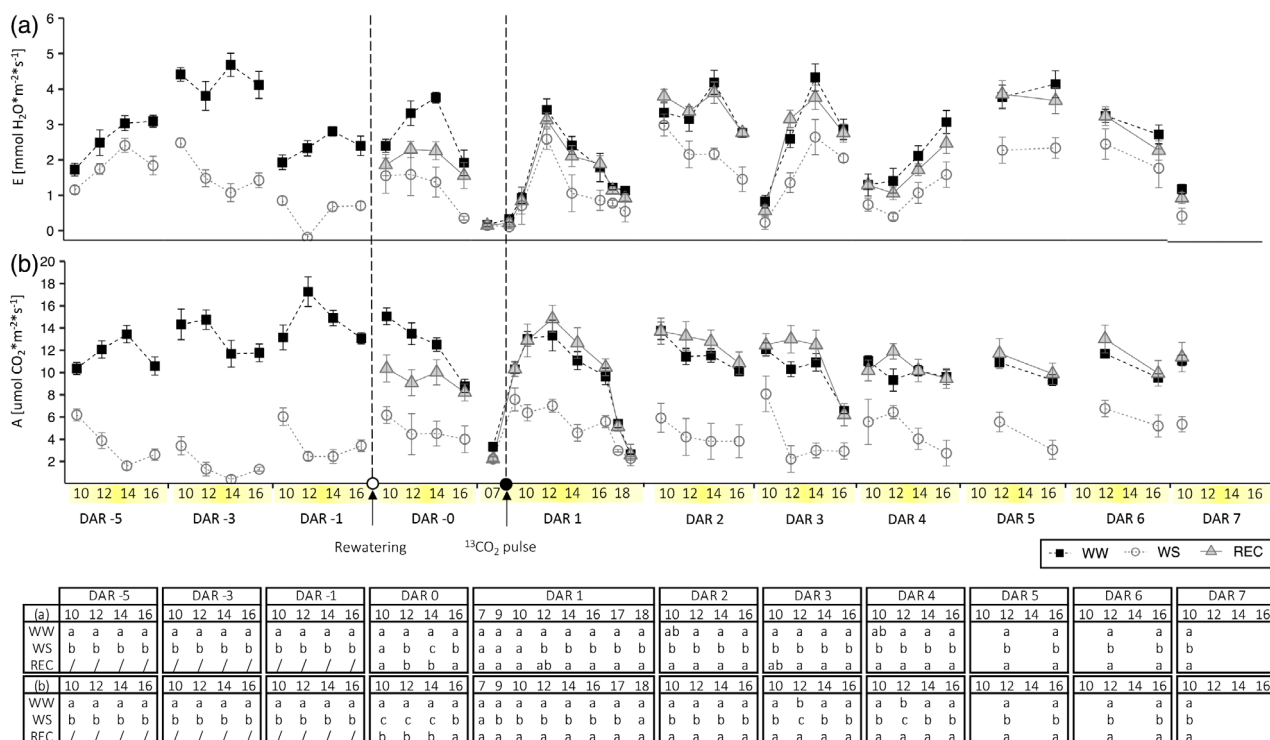 (a)
E [mmol H₂O*m⁻²*s⁻¹]
6
5
4
3
2
1
0
(b)
A [umol CO₂*m⁻²*s⁻¹]
20
18
16
14
12
10
8
6
4
2
10 12 14 16 10 12 14 16 10 12 14 16 10 12 14 16 07 10 12 14 16 18 10 12 14 16 10 12 14 16 10 12 14 16 10 12 14 16 10 12 14 16 10 12 14 16
DAR -5 DAR -3 DAR -1 DAR -0 DAR 1 DAR 2 DAR 3 DAR 4 DAR 5 DAR 6 DAR 7
Rewatering ¹³CO₂ pulse
WW WS REC
DAR -5 DAR -3 DAR -1 DAR 0 DAR 1 DAR 2 DAR 3 DAR 4 DAR 5 DAR 6 DAR 7
(a) 10 12 14 16 10 12 14 16 10 12 14 16 10 12 14 16 7 9 10 12 14 16 17 18 10 12 14 16 10 12 14 16 10 12 14 16 10 12 14 16 10 12 14 16 10 12 14 16
WW a a a a a a a a a a a a a a a a a a a a a a a a ab a a a a a a a ab a a a a a a a a
WS b b b b b b b b b b b b a b c b a a b b b b b b b b b b b b b b b b b b b b b b b
REC / / / / / / / / / / / / a b b a a a a ab a a a a a a a a ab a a a a a a a a a a a a
(b) 10 12 14 16 10 12 14 16 10 12 14 16 10 12 14 16 7 9 10 12 14 16 17 18 10 12 14 16 10 12 14 16 10 12 14 16 10 12 14 16 10 12 14 16 10 12 14 16
WW a a a a a a a a a a a a a a a a a a a a a a a a a a a a a b a a a b a a a a a a a
WS b b b b b b b b b b b b c c c b a b b b b b b a b b b b b c b b b c b b b b b b b
REC / / / / / / / / / / / / b b b a a a a a a a a a a a a a a a a a a a a a a a a a a